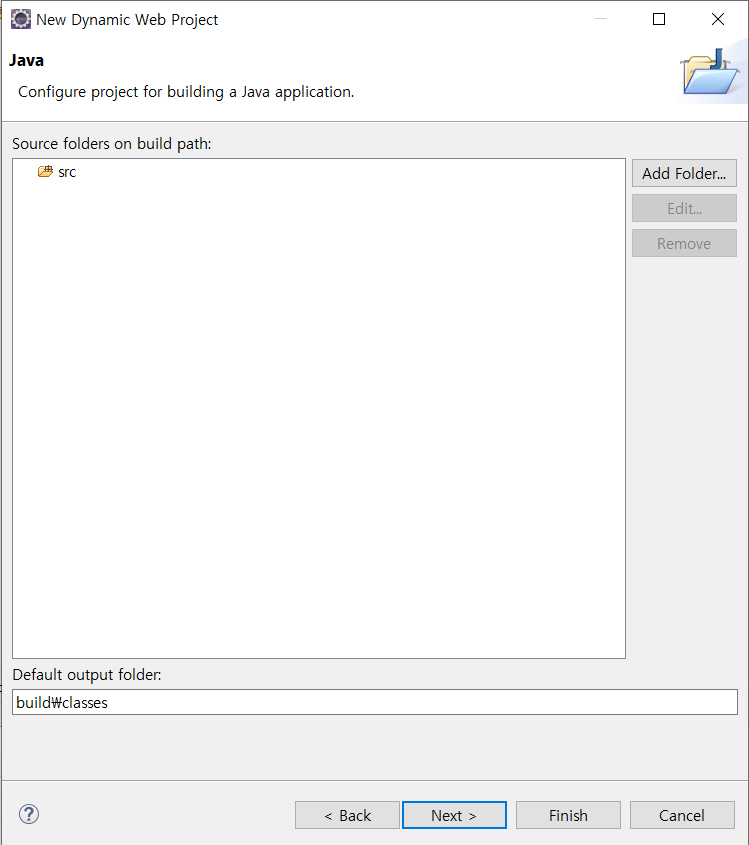 New Dynamic Web Project
Java
Configure project for building a Java application.
Source folders on build path:
src
Add Folder...
Edit...
Remove
Default output folder:
build₩classes
?
< Back
Next >
Finish
Cancel